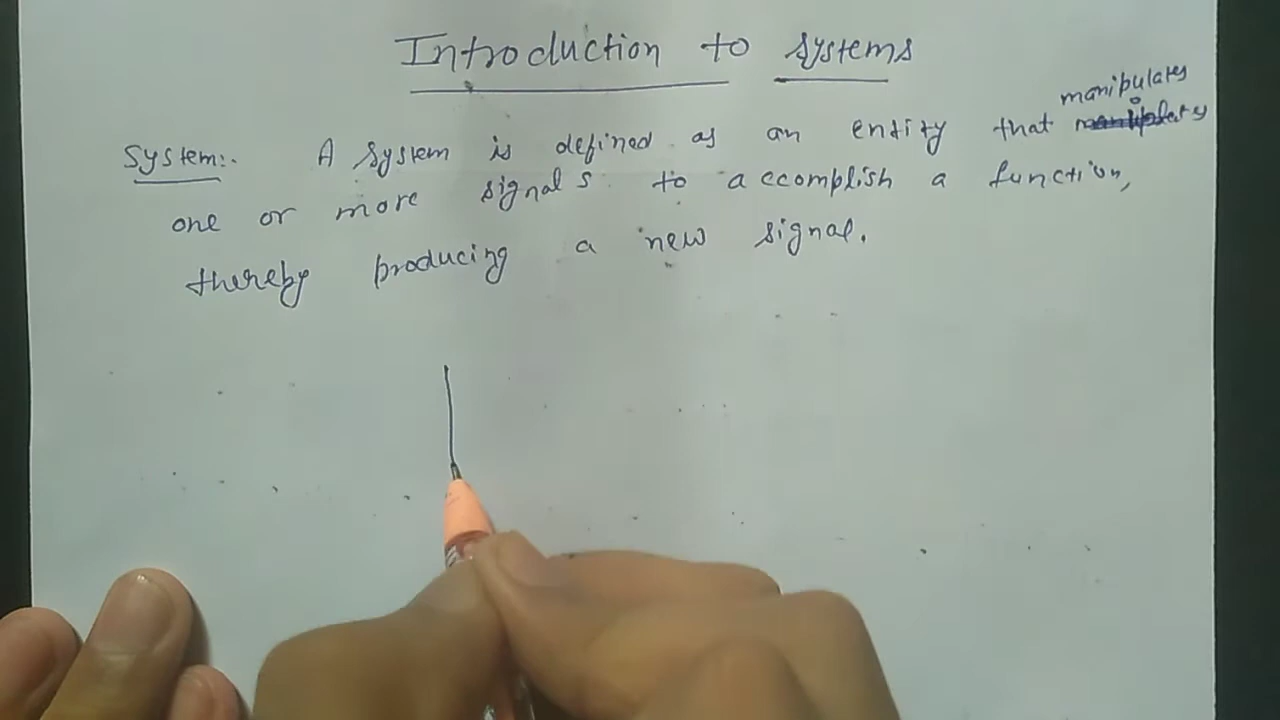 Introduction to systems
manipulates
System:- A system is defined as an entity that
one or more signals to accomplish a function,
thereby producing a new signal.